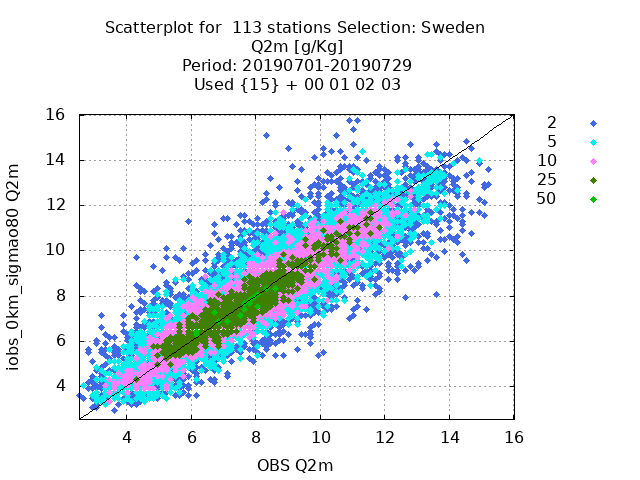 Scatterplot for  113 stations Selection: Sweden
Q2m [g/Kg]
Period: 20190701-20190729
Used {15} + 00 01 02 03
16
14
12
10
8
6
4
iobs_0km_sigmao80 Q2m
4 6 8 10 12 14 16
OBS Q2m
2
5
10
25
50